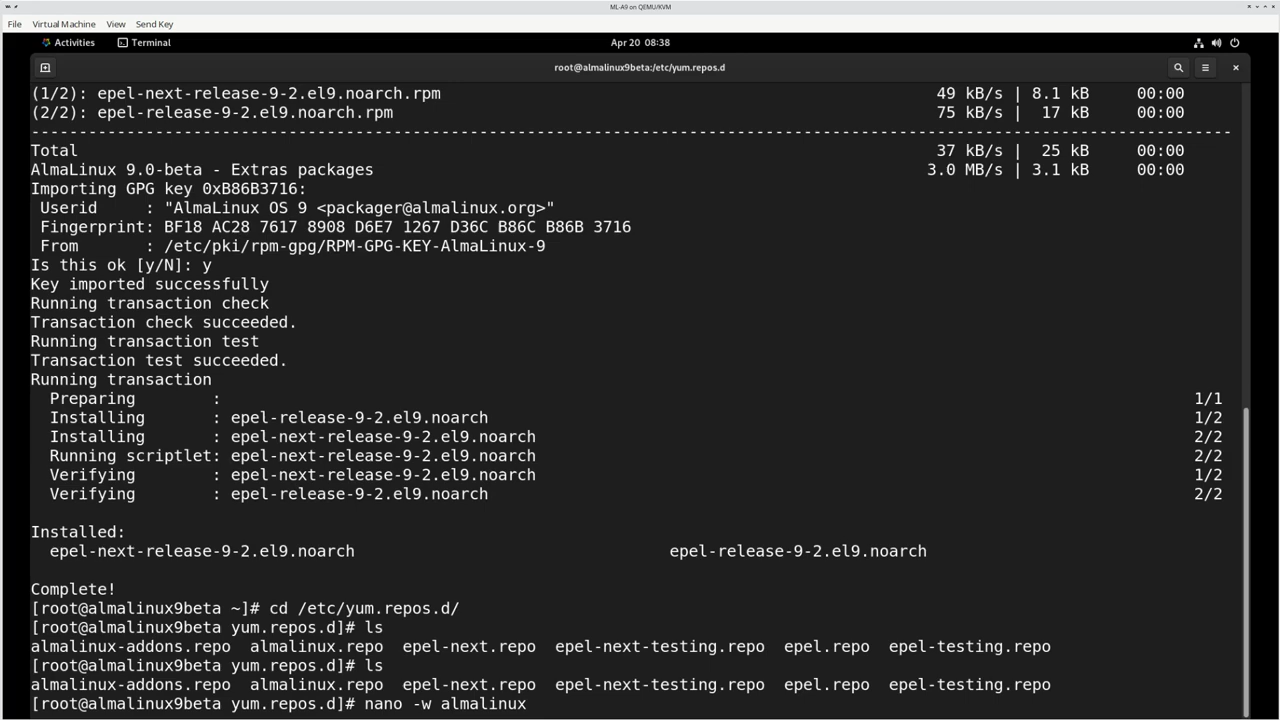 ML-A9 on QEMU/KVM
File Virtual Machine View Send Key
Activities Terminal Apr 20 08:38
root@almalinux9beta:/etc/yum.repos.d
(1/2): epel-next-release-9-2.el9.noarch.rpm 49 kB/s | 8.1 kB 00:00
(2/2): epel-release-9-2.el9.noarch.rpm 75 kB/s | 17 kB 00:00
--------------------------------------------------------------------------------
Total 37 kB/s | 25 kB 00:00
AlmaLinux 9.0-beta - Extras packages 3.0 MB/s | 3.1 kB 00:00
Importing GPG key 0xB86B3716:
Userid : "AlmaLinux OS 9 <packager@almalinux.org>"
Fingerprint: BF18 AC28 7617 8908 D6E7 1267 D36C B86C B86B 3716
From : /etc/pki/rpm-gpg/RPM-GPG-KEY-AlmaLinux-9
Is this ok [y/N]: y
Key imported successfully
Running transaction check
Transaction check succeeded.
Running transaction test
Transaction test succeeded.
Running transaction
Preparing : 1/1
Installing : epel-release-9-2.el9.noarch 1/2
Installing : epel-next-release-9-2.el9.noarch 2/2
Running scriptlet: epel-next-release-9-2.el9.noarch 2/2
Verifying : epel-next-release-9-2.el9.noarch 1/2
Verifying : epel-release-9-2.el9.noarch 2/2
Installed:
epel-next-release-9-2.el9.noarch epel-release-9-2.el9.noarch
Complete!
[root@almalinux9beta ~]# cd /etc/yum.repos.d/
[root@almalinux9beta yum.repos.d]# ls
almalinux-addons.repo almalinux.repo epel-next.repo epel-next-testing.repo epel.repo epel-testing.repo
[root@almalinux9beta yum.repos.d]# ls
almalinux-addons.repo almalinux.repo epel-next.repo epel-next-testing.repo epel.repo epel-testing.repo
[root@almalinux9beta yum.repos.d]# nano -w almalinux